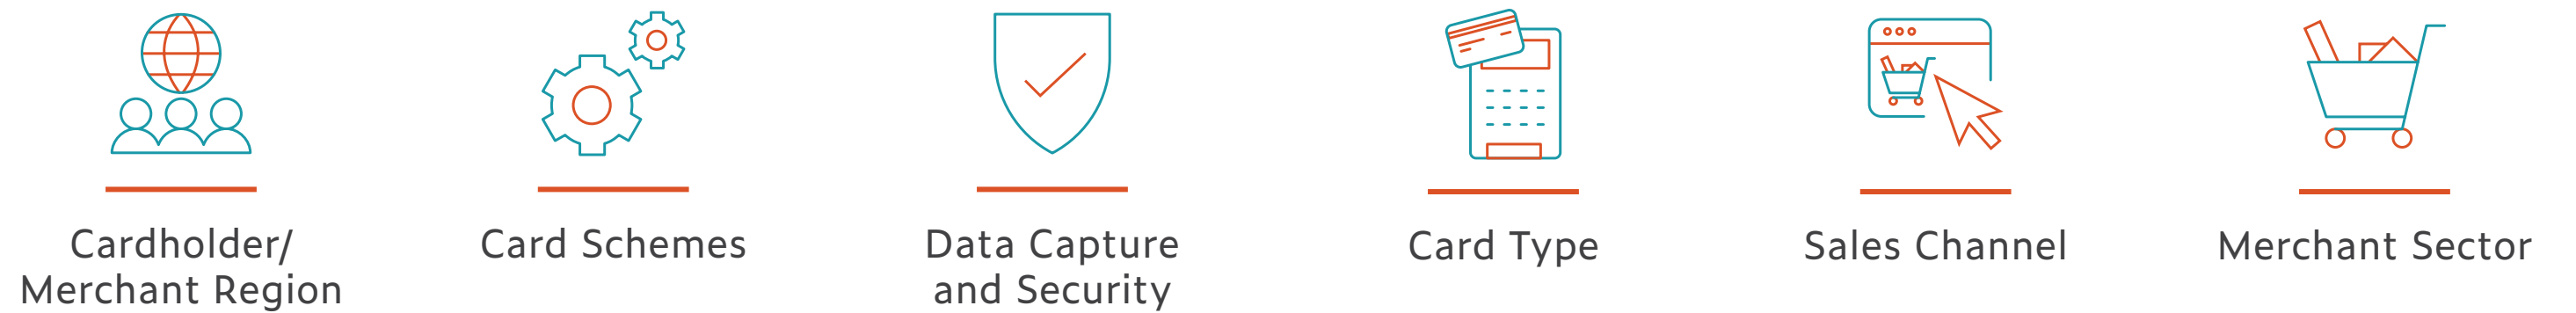 Cardholder/
Merchant Region
Card Schemes
Data Capture
and Security
Card Type
Sales Channel
Merchant Sector